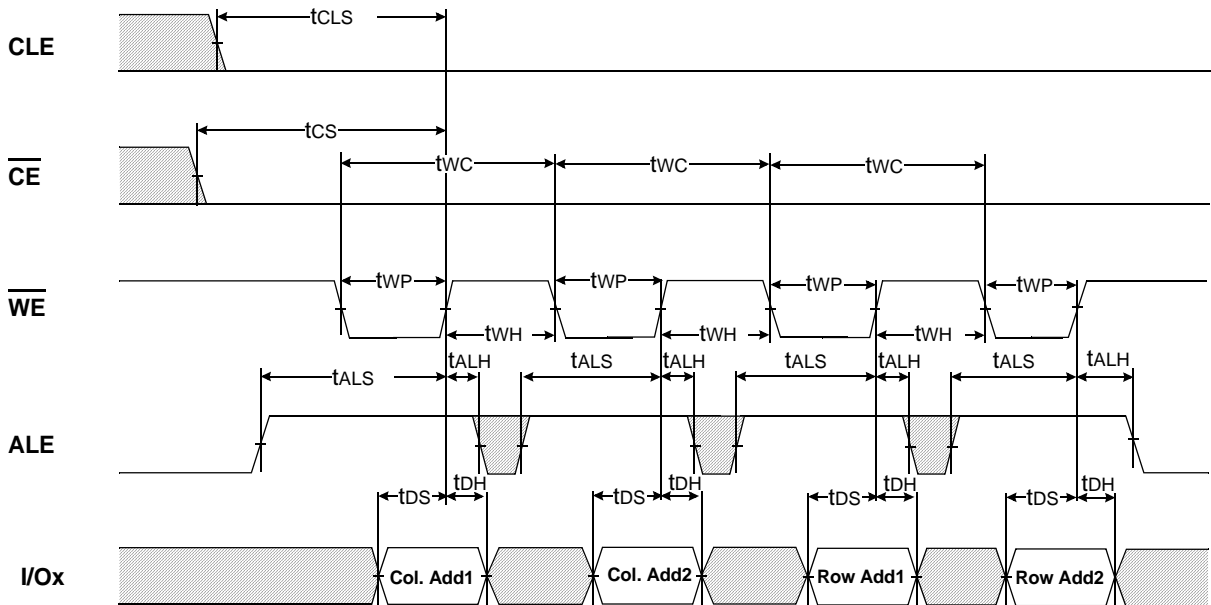 tCLS
CLE
tCS
CE
tWC tWC tWC
WE
tWP tWP tWP tWP
tWH tWH tWH
tALS tALH tALS tALH tALS tALH tALS tALH
ALE
tDS tDH tDS tDH tDS tDH tDS tDH
I/Ox Col. Add1 Col. Add2 Row Add1 Row Add2